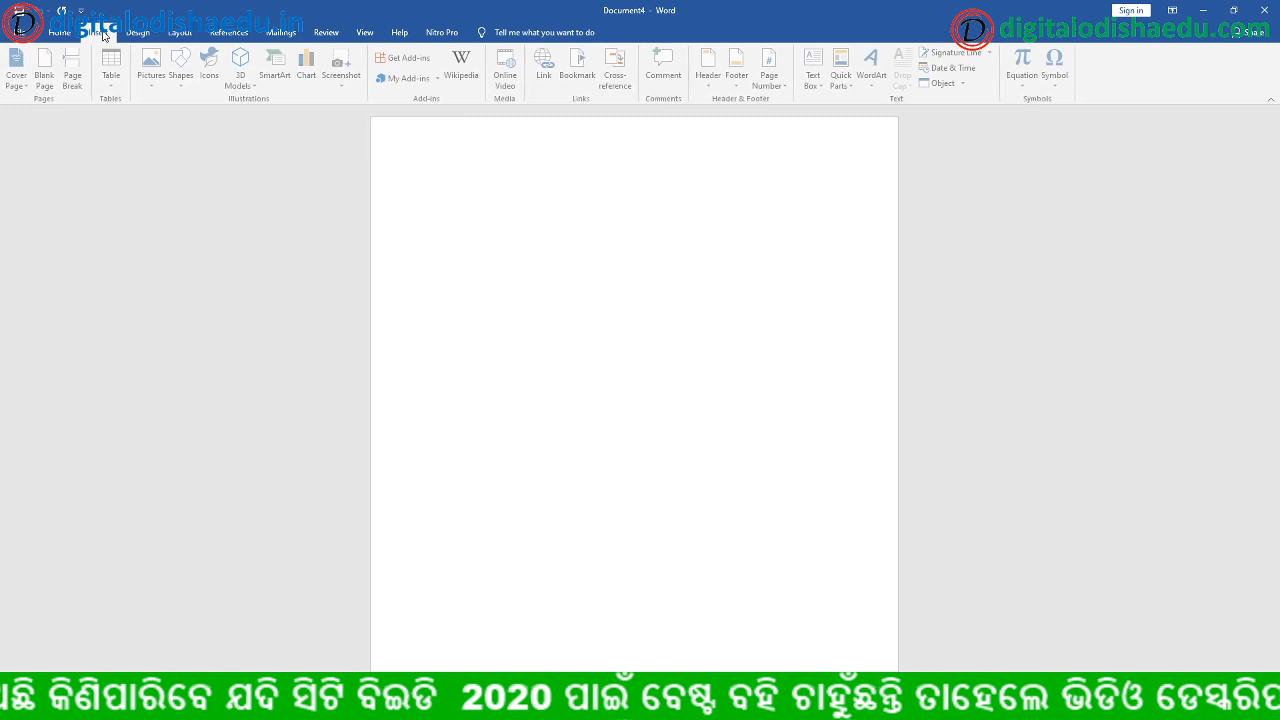 digitalodishaedu.in
Document4 - Word
Sign in
digitalodishaedu.com
Home
Design
Layout
References
Mailings
Review
View
Help
Nitro Pro
Tell me what you want to do
Share
Cover Page
Blank Page
Page Break
Pages
Table
Tables
Pictures
Shapes
3D Models
SmartArt
Chart
Screenshot
Illustrations
Get Add-ins
My Add-ins
Wikipedia
Add-ins
Online Video
Media
Link
Bookmark
Cross-reference
Links
Comment
Comments
Header
Footer
Page Number
Header & Footer
Text Box
Quick Parts
WordArt
Drop Cap
Signature Line
Date & Time
Object
Text
Equation
Symbol
Symbols
କିଣିପାରିବେ ଯଦି ସିଟି ବିଇଡି 2020 ପାଇଁ ବେଷ୍ଟ ବହି ଚାହୁଁଛନ୍ତି ତାହେଲେ ଭିଡିଓ